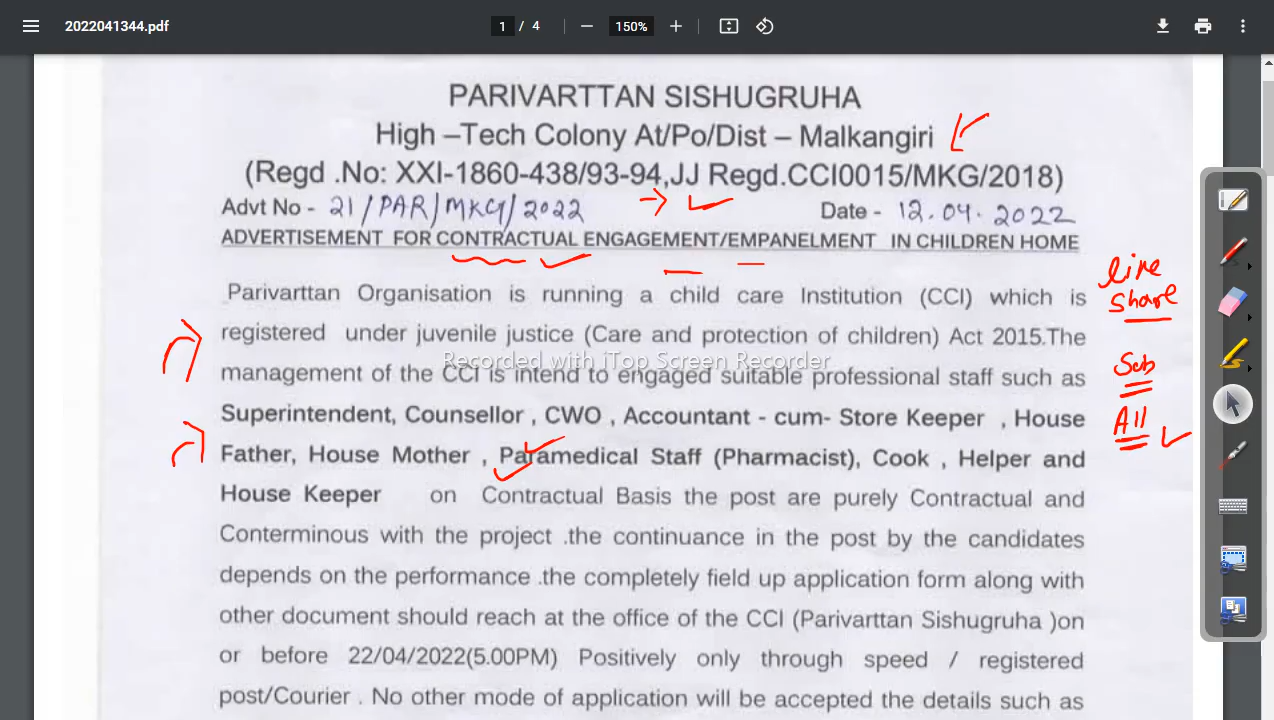 2022041344.pdf
1 / 4
150%
PARIVARTTAN SISHUGRUHA
High –Tech Colony At/Po/Dist – Malkangiri
(Regd .No: XXI-1860-438/93-94,JJ Regd.CCI0015/MKG/2018)
Advt No - 21/PAR/MKG/2022
Date - 12.04.2022
ADVERTISEMENT FOR CONTRACTUAL ENGAGEMENT/EMPANELMENT IN CHILDREN HOME
Parivarttan Organisation is running a child care Institution (CCI) which is
registered under juvenile justice (Care and protection of children) Act 2015.The
Recorded with iTop Screen Recorder
management of the CCI is intend to engaged suitable professional staff such as
Superintendent, Counsellor , CWO , Accountant - cum- Store Keeper , House
Father, House Mother , Paramedical Staff (Pharmacist), Cook , Helper and
House Keeper on Contractual Basis the post are purely Contractual and
Conterminous with the project .the continuance in the post by the candidates
depends on the performance .the completely field up application form along with
other document should reach at the office of the CCI (Parivarttan Sishugruha )on
or before 22/04/2022(5.00PM) Positively only through speed / registered
post/Courier . No other mode of application will be accepted the details such as
like
Share
Sub
All